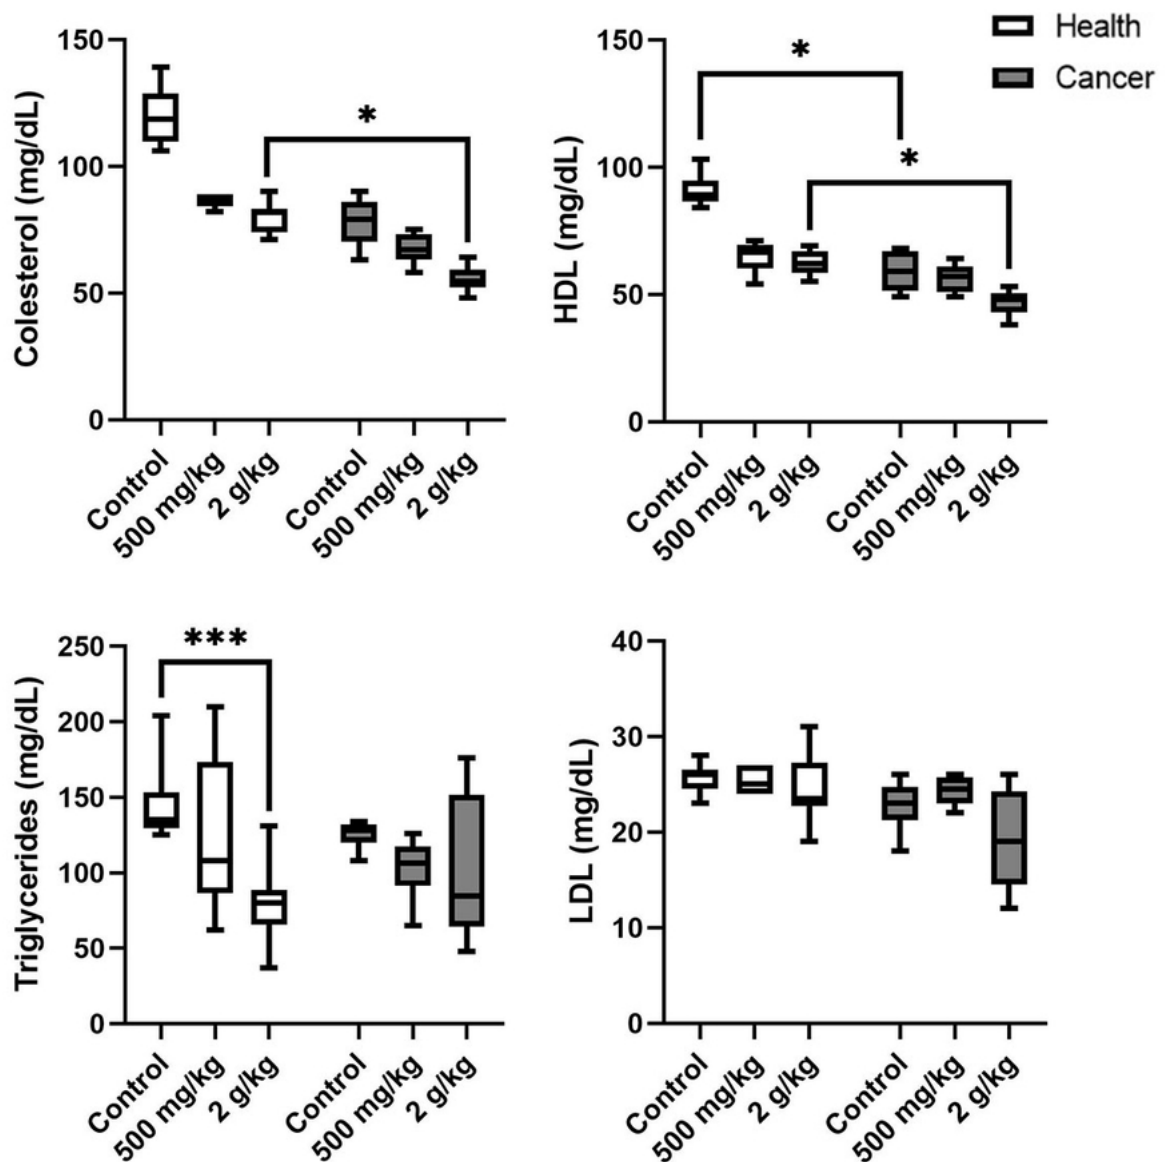 Health
Cancer
Colesterol (mg/dL)
150
100
50
0
*
Control
500 mg/kg
2 g/kg
Control
500 mg/kg
2 g/kg
HDL (mg/dL)
150
100
50
0
*
*
Control
500 mg/kg
2 g/kg
Control
500 mg/kg
2 g/kg
Triglycerides (mg/dL)
250
200
150
100
50
0
***
Control
500 mg/kg
2 g/kg
Control
500 mg/kg
2 g/kg
LDL (mg/dL)
40
30
20
10
0
Control
500 mg/kg
2 g/kg
Control
500 mg/kg
2 g/kg